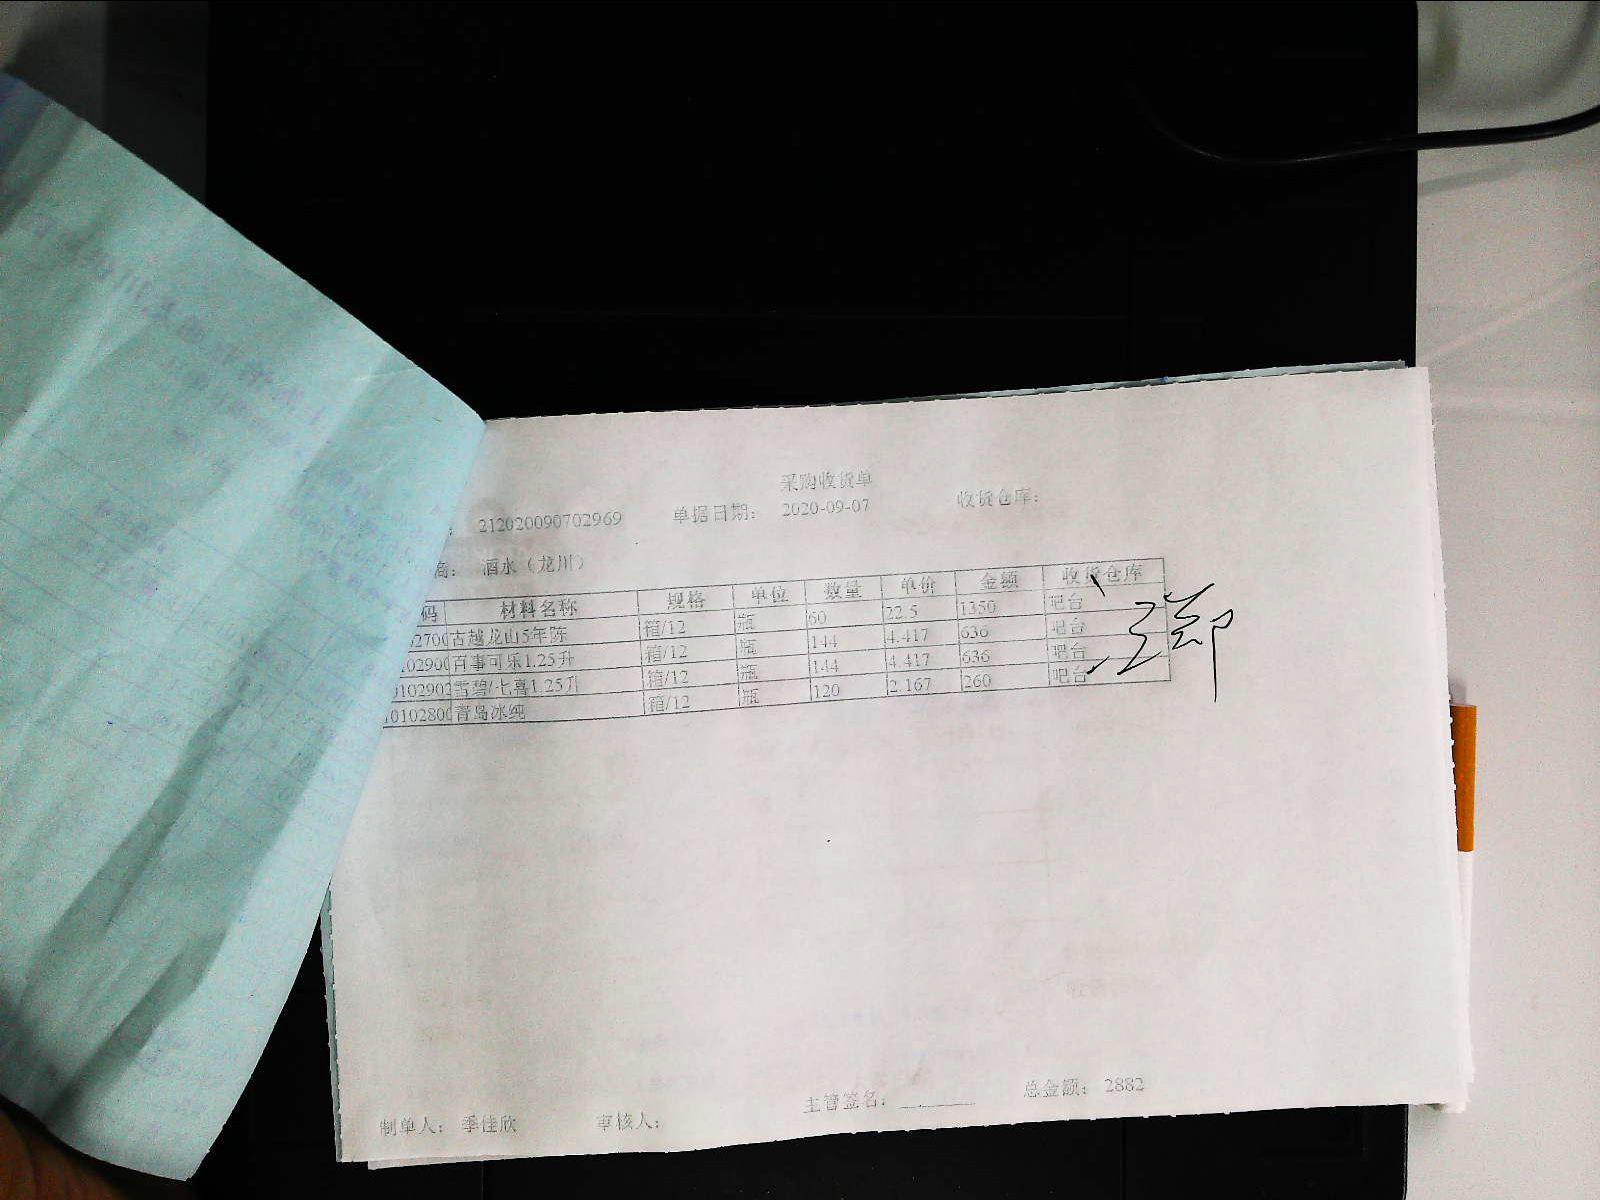 采购收货单
: 212020090702969 单据日期: 2020-09-07 收货仓库:
商: 酒水（龙川）
码 材料名称 规格 单位 数量 单价 金额 收货仓库
2700 古越龙山5年陈 箱/12 瓶 60 22.5 1350 吧台
02900 百事可乐1.25升 箱/12 瓶 144 4.417 636 吧台
0102902 雪碧/七喜1.25升 箱/12 瓶 144 4.417 636 吧台
0102800 青岛冰纯 箱/12 瓶 120 2.167 260 吧台
制单人: 季佳欣 审核人: 主管签名: 总金额: 2882